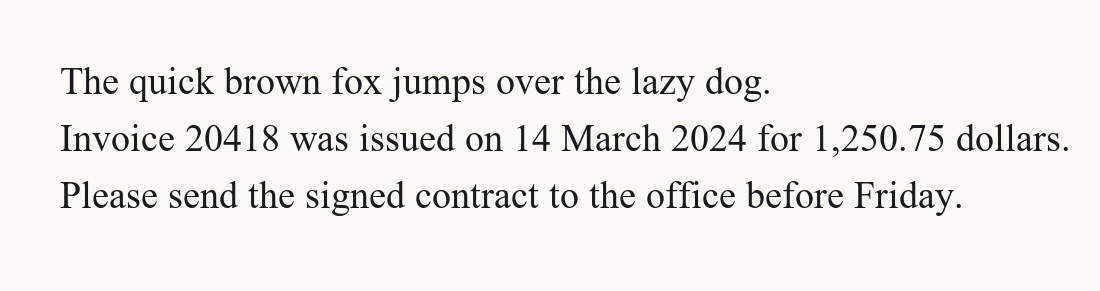 The quick brown fox jumps over the lazy dog.
Invoice 20418 was issued on 14 March 2024 for 1,250.75 dollars.
Please send the signed contract to the office before Friday.